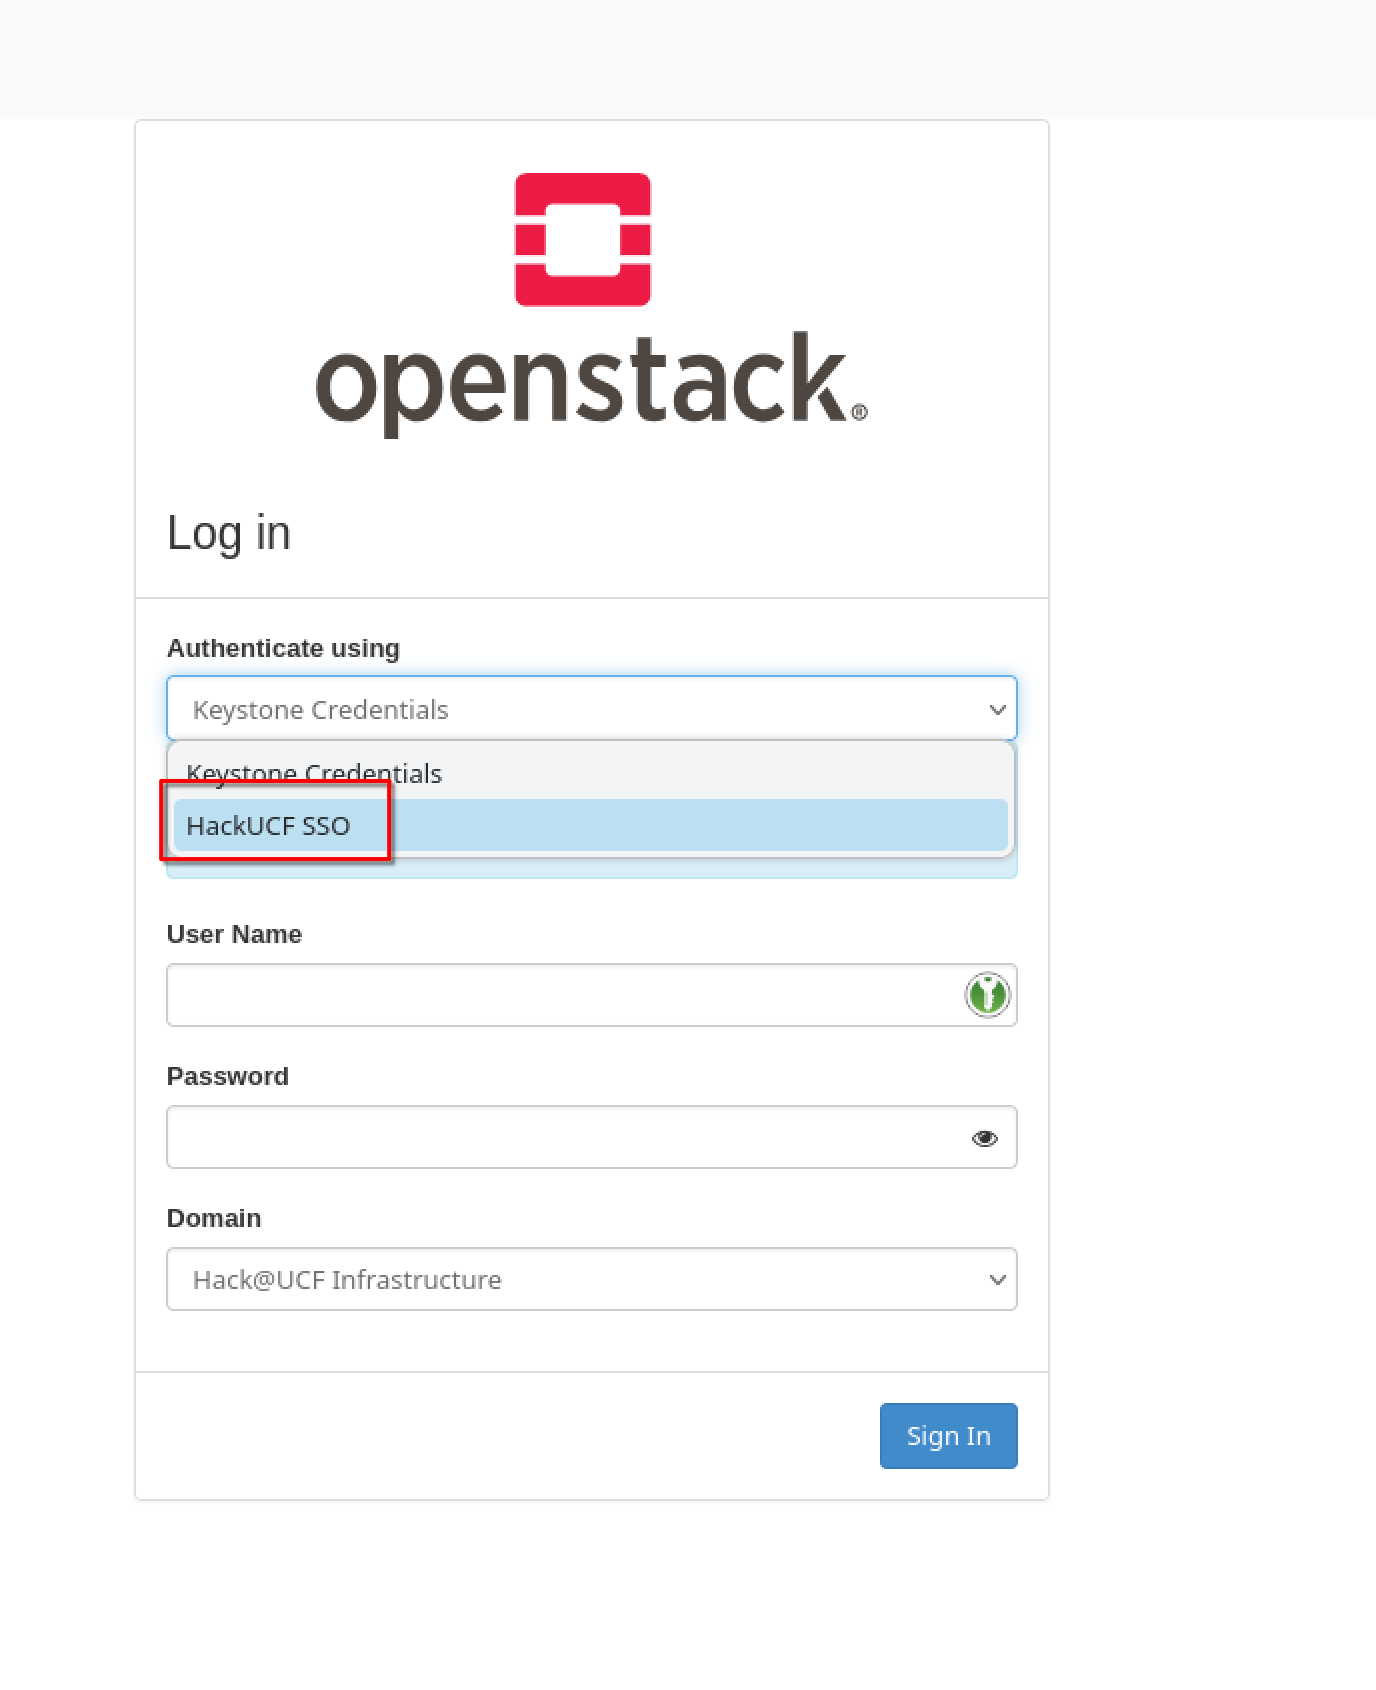 openstack®
Log in
Authenticate using
Keystone Credentials
Keystone Credentials
HackUCF SSO
User Name
Password
Domain
Hack@UCF Infrastructure
Sign In